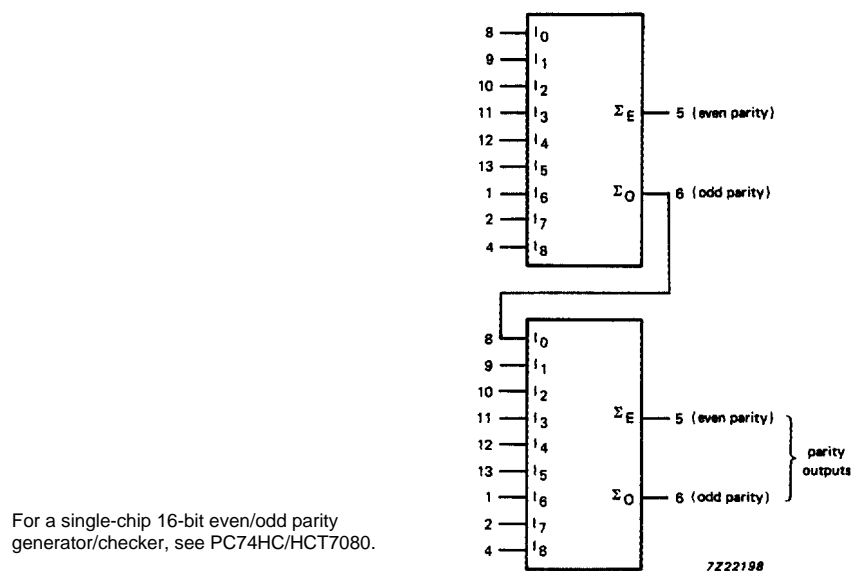 8 I0
9 I1
10 I2
11 I3 ΣE 5 (even parity)
12 I4
13 I5
1 I6 ΣO 6 (odd parity)
2 I7
4 I8
8 I0
9 I1
10 I2
11 I3 ΣE 5 (even parity)
12 I4
13 I5
parity
outputs
1 I6 ΣO 6 (odd parity)
2 I7
4 I8
For a single-chip 16-bit even/odd parity
generator/checker, see PC74HC/HCT7080.
7Z22198